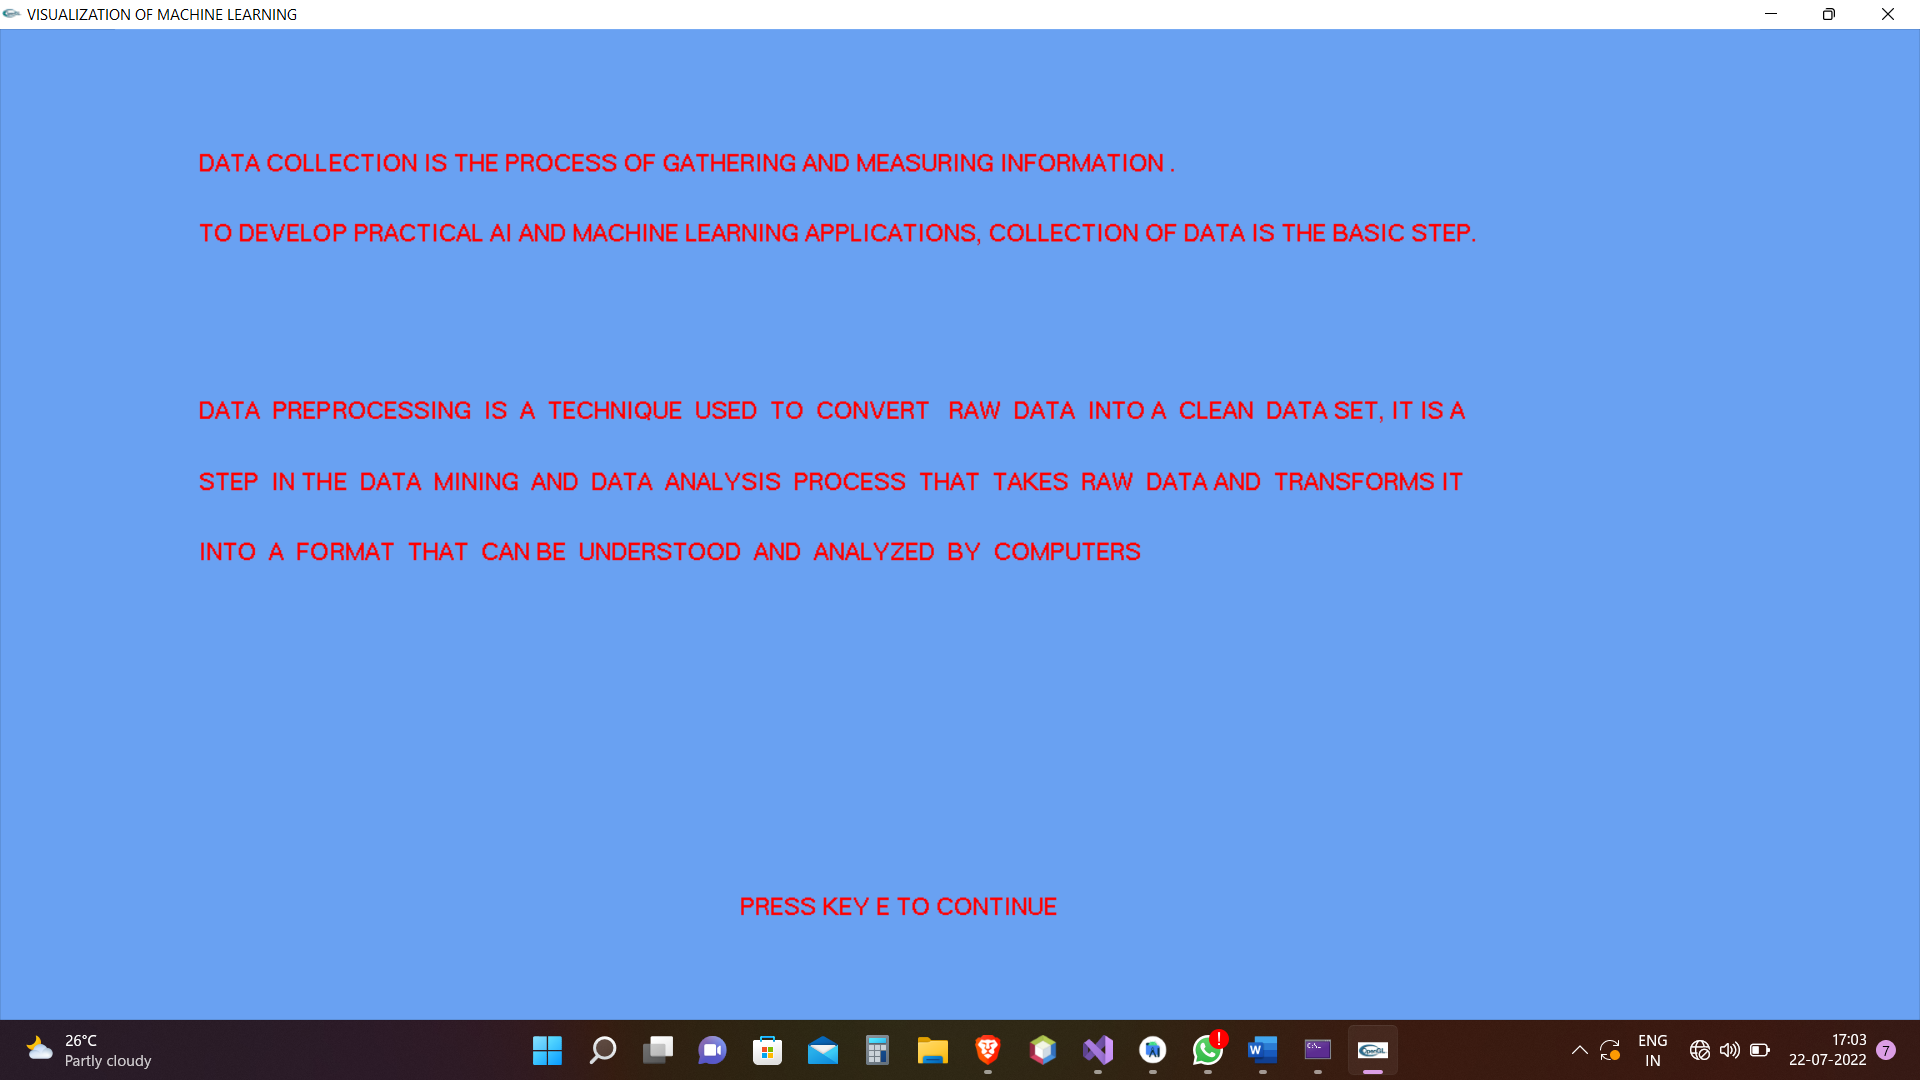 VISUALIZATION OF MACHINE LEARNING
DATA COLLECTION IS THE PROCESS OF GATHERING AND MEASURING INFORMATION .
TO DEVELOP PRACTICAL AI AND MACHINE LEARNING APPLICATIONS, COLLECTION OF DATA IS THE BASIC STEP.
DATA PREPROCESSING IS A TECHNIQUE USED TO CONVERT RAW DATA INTO A CLEAN DATA SET, IT IS A
STEP IN THE DATA MINING AND DATA ANALYSIS PROCESS THAT TAKES RAW DATA AND TRANSFORMS IT
INTO A FORMAT THAT CAN BE UNDERSTOOD AND ANALYZED BY COMPUTERS
PRESS KEY E TO CONTINUE
26°C
Partly cloudy
OpenGL
ENG
IN
17:03
22-07-2022
7